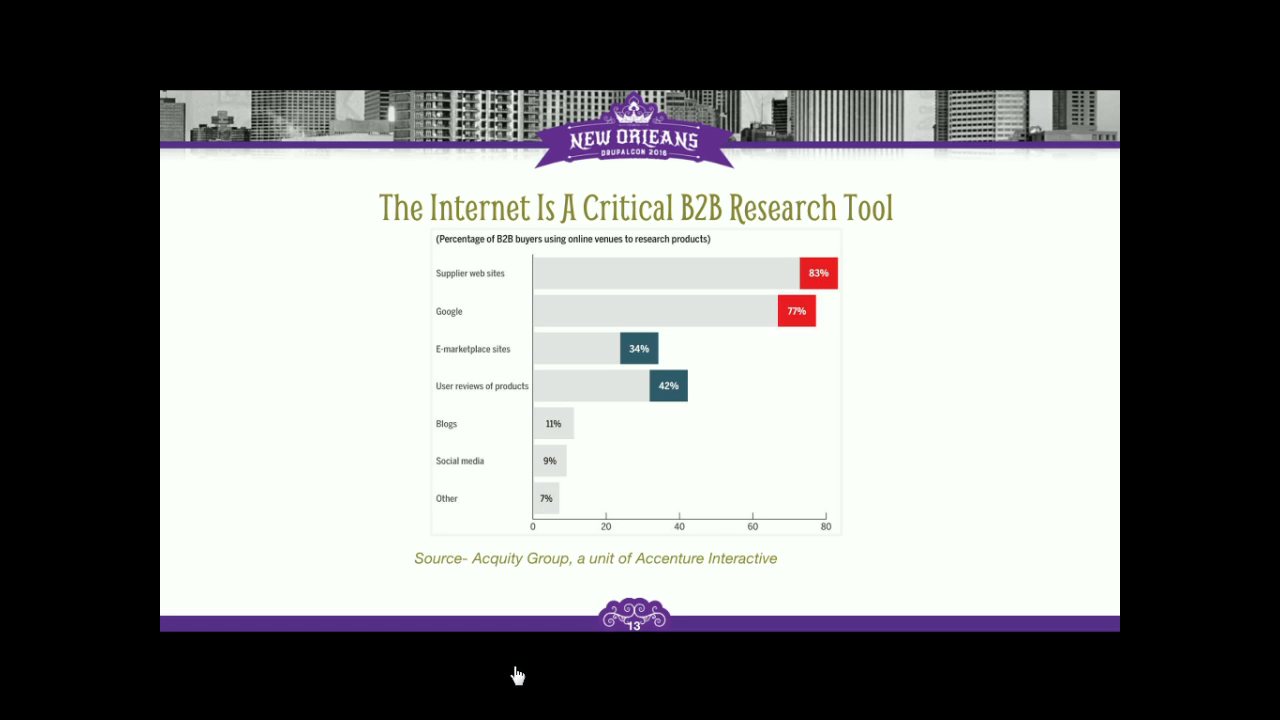 NEW ORLEANS
DRUPALCON 2016
The Internet Is A Critical B2B Research Tool
(Percentage of B2B buyers using online venues to research products)
Supplier web sites 83%
Google 77%
E-marketplace sites 34%
User reviews of products 42%
Blogs 11%
Social media 9%
Other 7%
0 20 40 60 80
Source- Acquity Group, a unit of Accenture Interactive
13